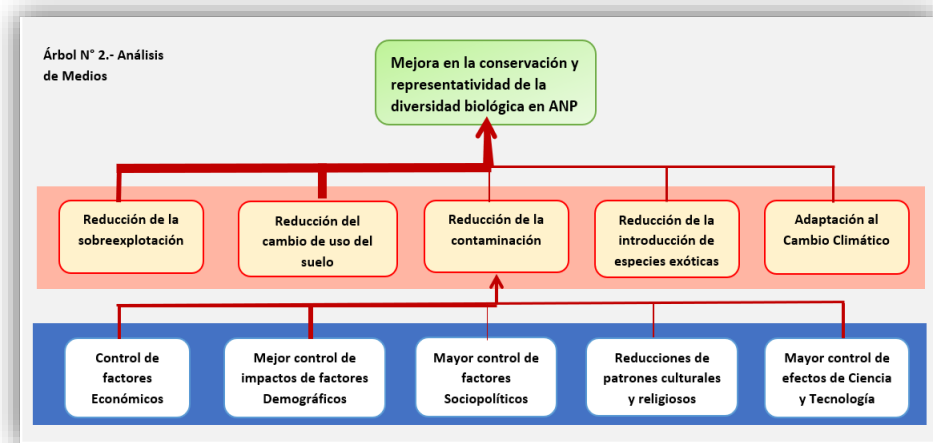 Árbol N° 2.- Análisis
de Medios
Mejora en la conservación y
representatividad de la
diversidad biológica en ANP
Reducción de la
sobreexplotación
Reducción del
cambio de uso del
suelo
Reducción de la
contaminación
Reducción de la
introducción de
especies exóticas
Adaptación al
Cambio Climático
Control de
factores
Económicos
Mejor control de
impactos de factores
Demográficos
Mayor control de
factores
Sociopolíticos
Reducciones de
patrones culturales
y religiosos
Mayor control de
efectos de Ciencia
y Tecnología